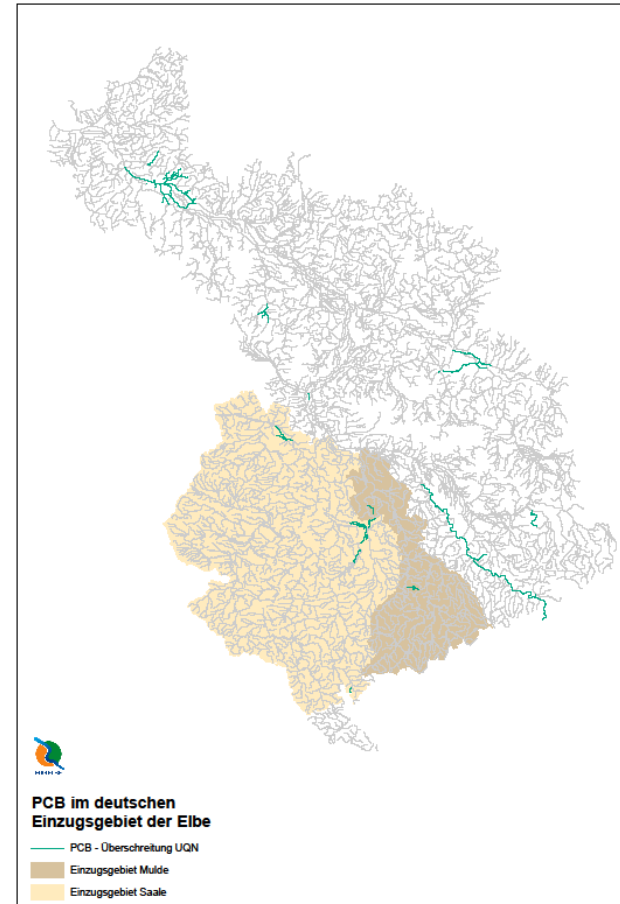 PCB im deutschen
Einzugsgebiet der Elbe
PCB - Überschreitung UQN
Einzugsgebiet Mulde
Einzugsgebiet Saale